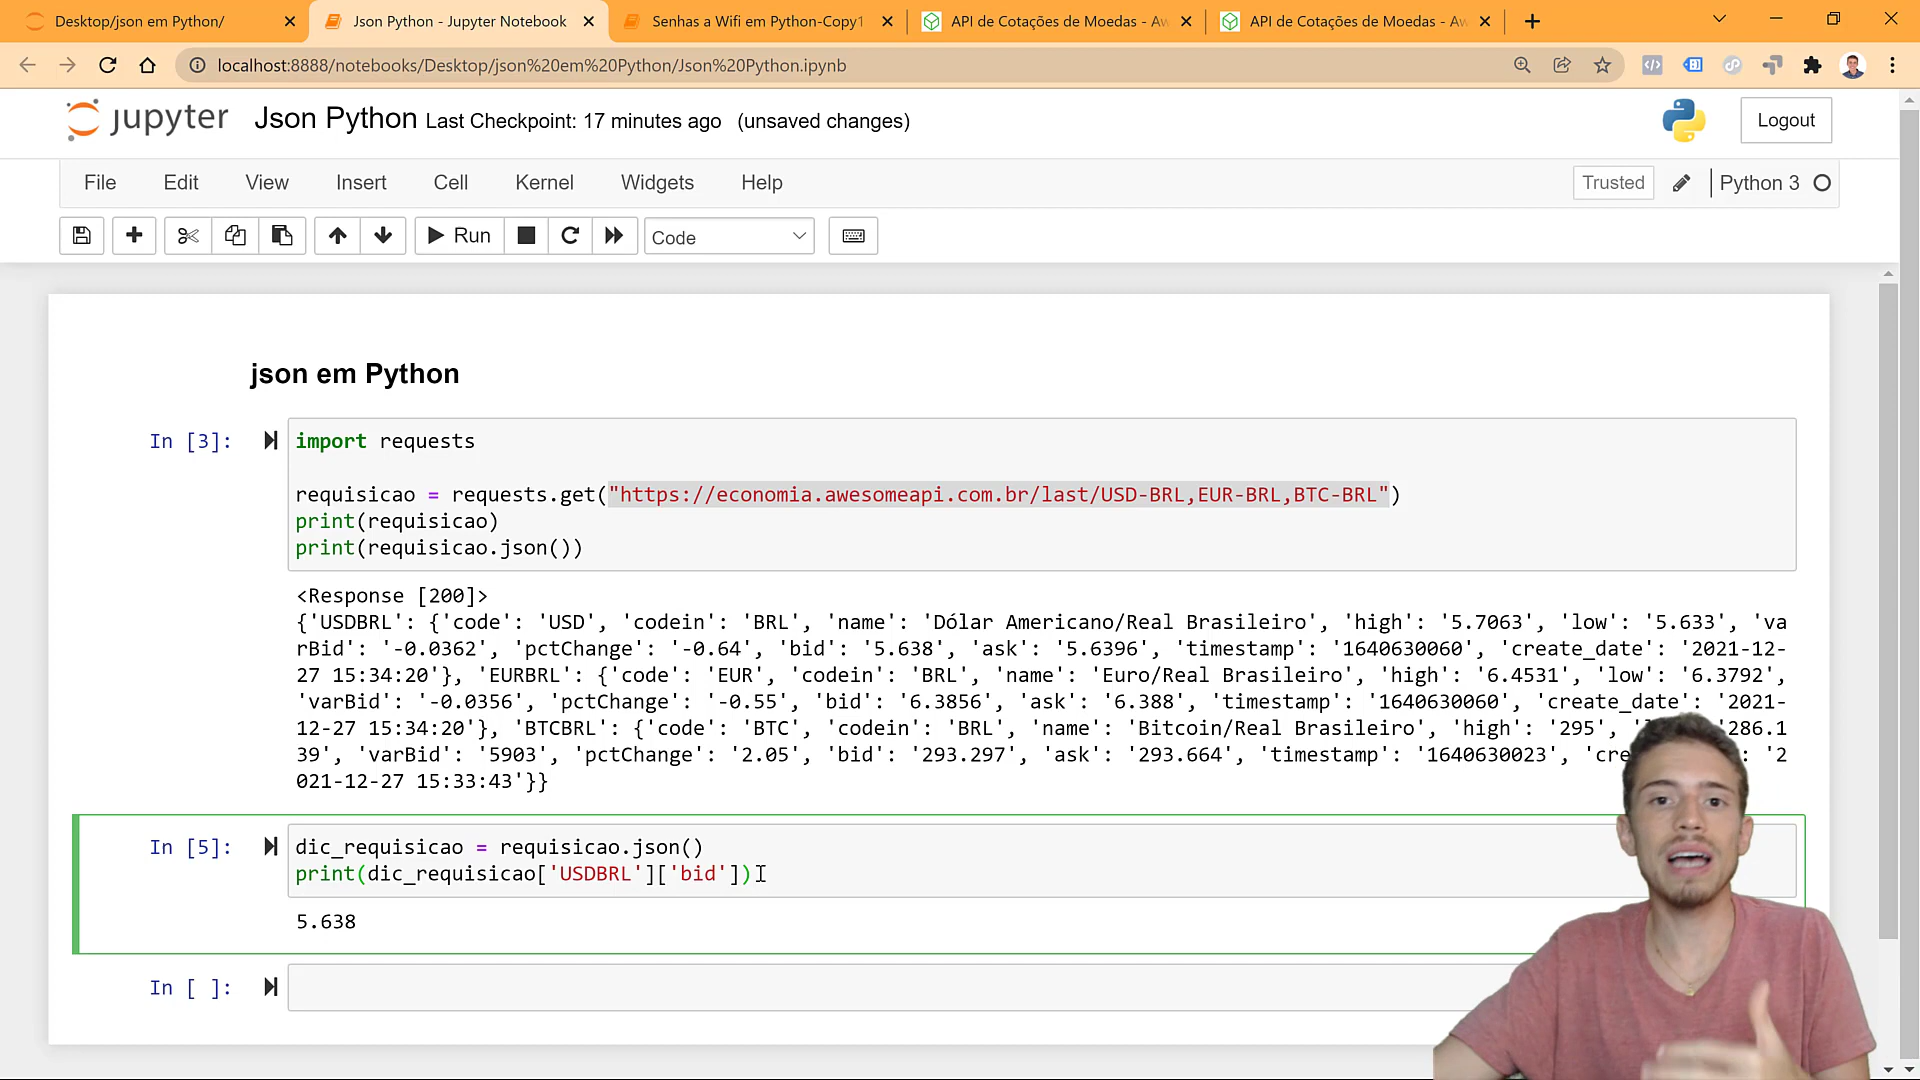 Desktop/json em Python/
Json Python - Jupyter Notebook
Senhas a Wifi em Python-Copy1
API de Cotações de Moedas - Aw
API de Cotações de Moedas - Aw
localhost:8888/notebooks/Desktop/json%20em%20Python/Json%20Python.ipynb
jupyter Json Python Last Checkpoint: 17 minutes ago (unsaved changes)
Logout
File Edit View Insert Cell Kernel Widgets Help
Trusted Python 3
Run Code
json em Python
In [3]: import requests
requisicao = requests.get("https://economia.awesomeapi.com.br/last/USD-BRL,EUR-BRL,BTC-BRL")
print(requisicao)
print(requisicao.json())
<Response [200]>
{'USDBRL': {'code': 'USD', 'codein': 'BRL', 'name': 'Dólar Americano/Real Brasileiro', 'high': '5.7063', 'low': '5.633', 'va
rBid': '-0.0362', 'pctChange': '-0.64', 'bid': '5.638', 'ask': '5.6396', 'timestamp': '1640630060', 'create_date': '2021-12-
27 15:34:20'}, 'EURBRL': {'code': 'EUR', 'codein': 'BRL', 'name': 'Euro/Real Brasileiro', 'high': '6.4531', 'low': '6.3792',
'varBid': '-0.0356', 'pctChange': '-0.55', 'bid': '6.3856', 'ask': '6.388', 'timestamp': '1640630060', 'create_date': '2021-
12-27 15:34:20'}, 'BTCBRL': {'code': 'BTC', 'codein': 'BRL', 'name': 'Bitcoin/Real Brasileiro', 'high': '295', 286.1
39', 'varBid': '5903', 'pctChange': '2.05', 'bid': '293.297', 'ask': '293.664', 'timestamp': '1640630023', : '2
021-12-27 15:33:43'}}
In [5]: dic_requisicao = requisicao.json()
print(dic_requisicao['USDBRL']['bid'])
5.638
In [ ]: